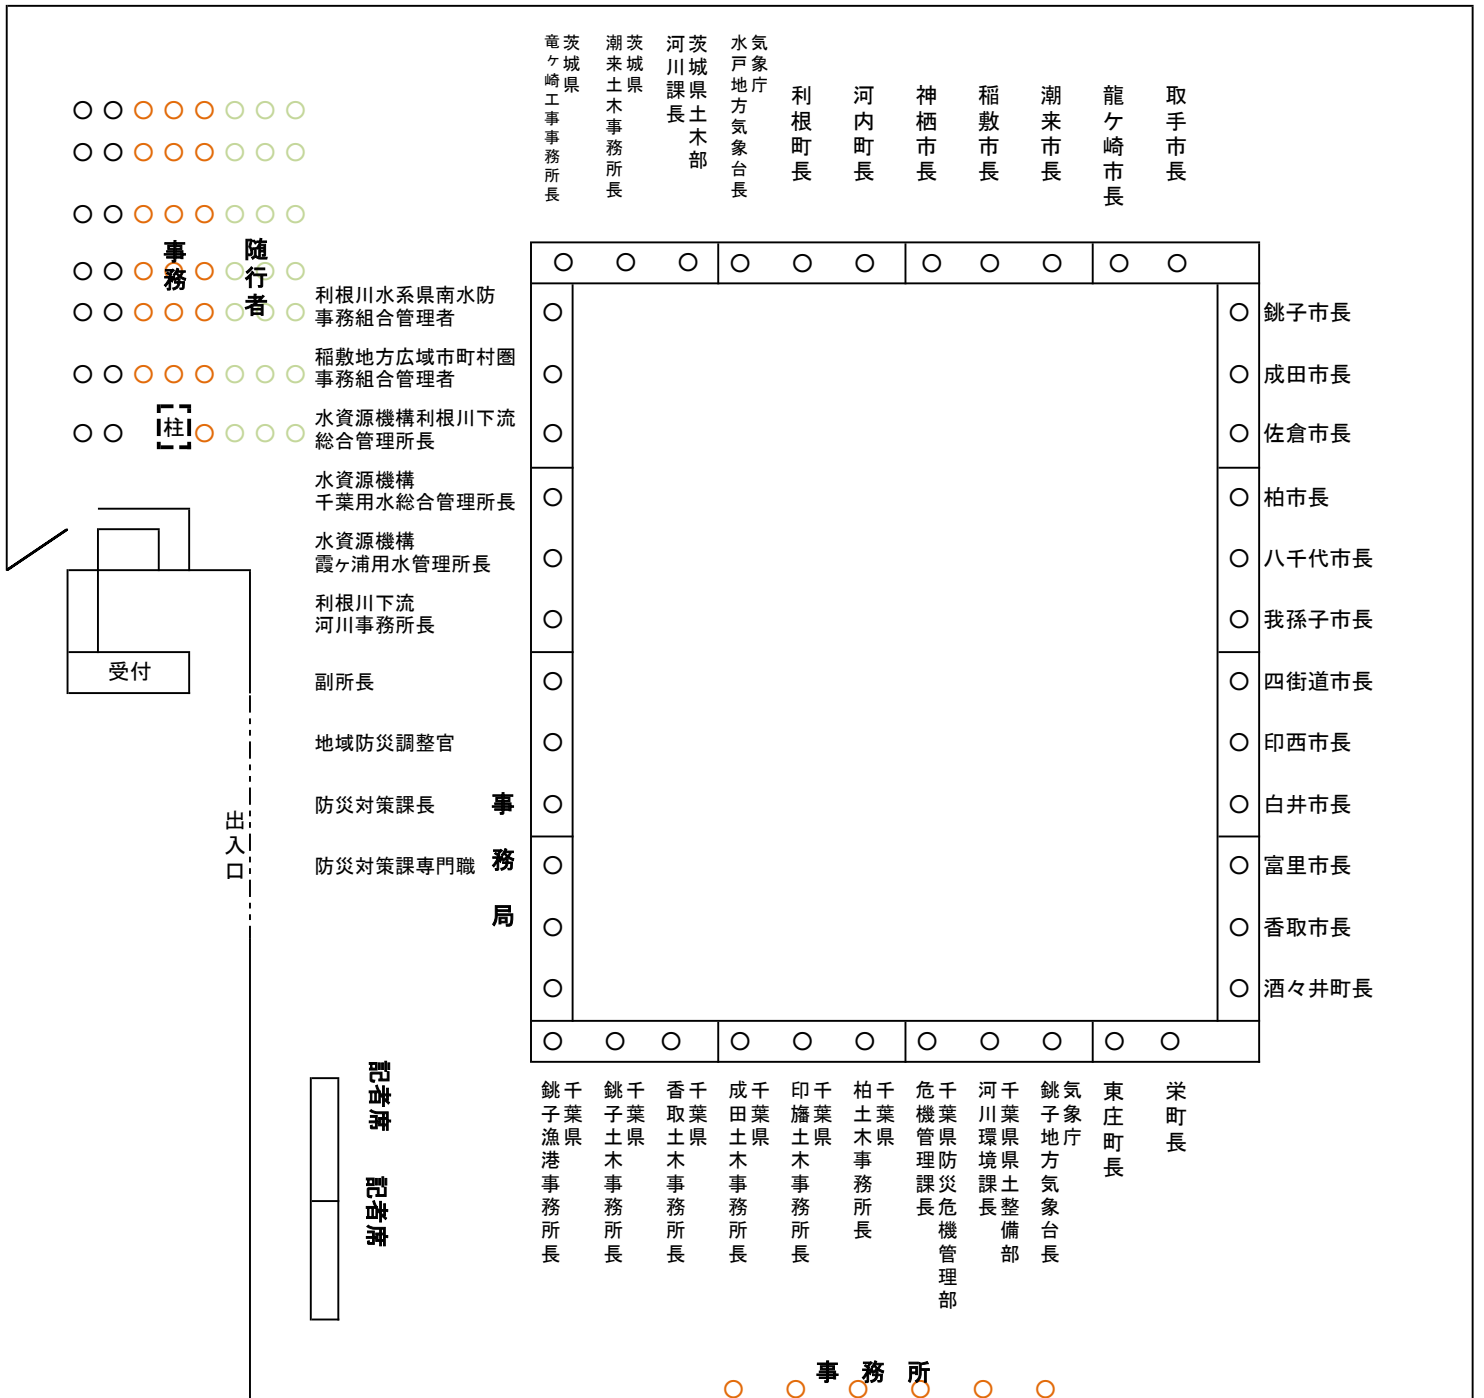 茨城県
竜ケ崎工事事務所長
茨城県
潮来土木事務所長
茨城県土木部
河川課長
気象庁
水戸地方気象台長
利根町長
河内町長
神栖市長
稲敷市長
潮来市長
龍ケ崎市長
取手市長
事務
随行者
利根川水系県南水防
事務組合管理者
稲敷地方広域市町村圏
事務組合管理者
水資源機構利根川下流
総合管理所長
水資源機構
千葉用水総合管理所長
水資源機構
霞ヶ浦用水管理所長
利根川下流
河川事務所長
副所長
地域防災調整官
防災対策課長
防災対策課専門職
事務局
柱
受付
出入口
銚子市長
成田市長
佐倉市長
柏市長
八千代市長
我孫子市長
四街道市長
印西市長
白井市長
富里市長
香取市長
酒々井町長
記者席
記者席
千葉県
銚子漁港事務所長
千葉県
銚子土木事務所長
千葉県
香取土木事務所長
千葉県
成田土木事務所長
千葉県
印旛土木事務所長
千葉県
柏土木事務所長
千葉県防災危機管理部
危機管理課長
千葉県県土整備部
河川環境課長
気象庁
銚子地方気象台長
東庄町長
栄町長
事務所